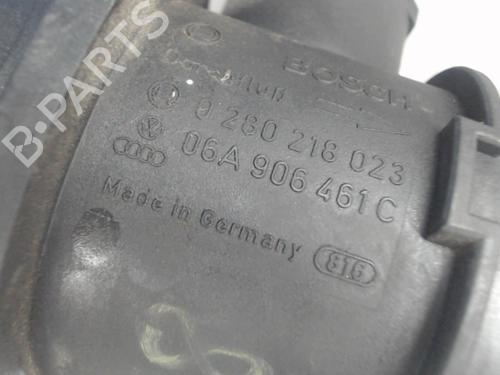 BOSCH
0 280 218 023
06A 906 461 C
Made in Germany
816
B-PARTS